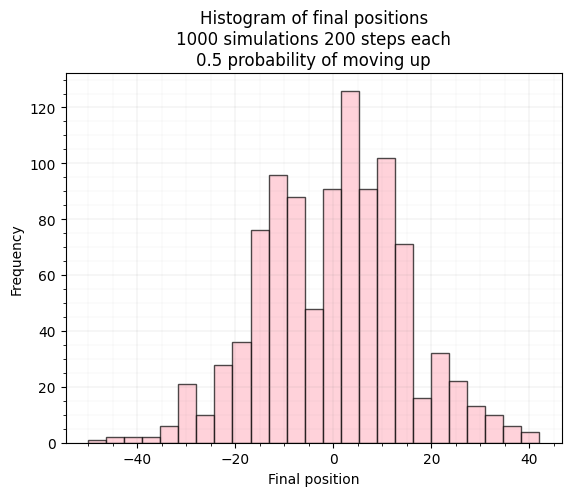 Histogram of final positions
1000 simulations 200 steps each
0.5 probability of moving up
120
100
80
60
40
20
0
Frequency
−40
−20
0
20
40
Final position